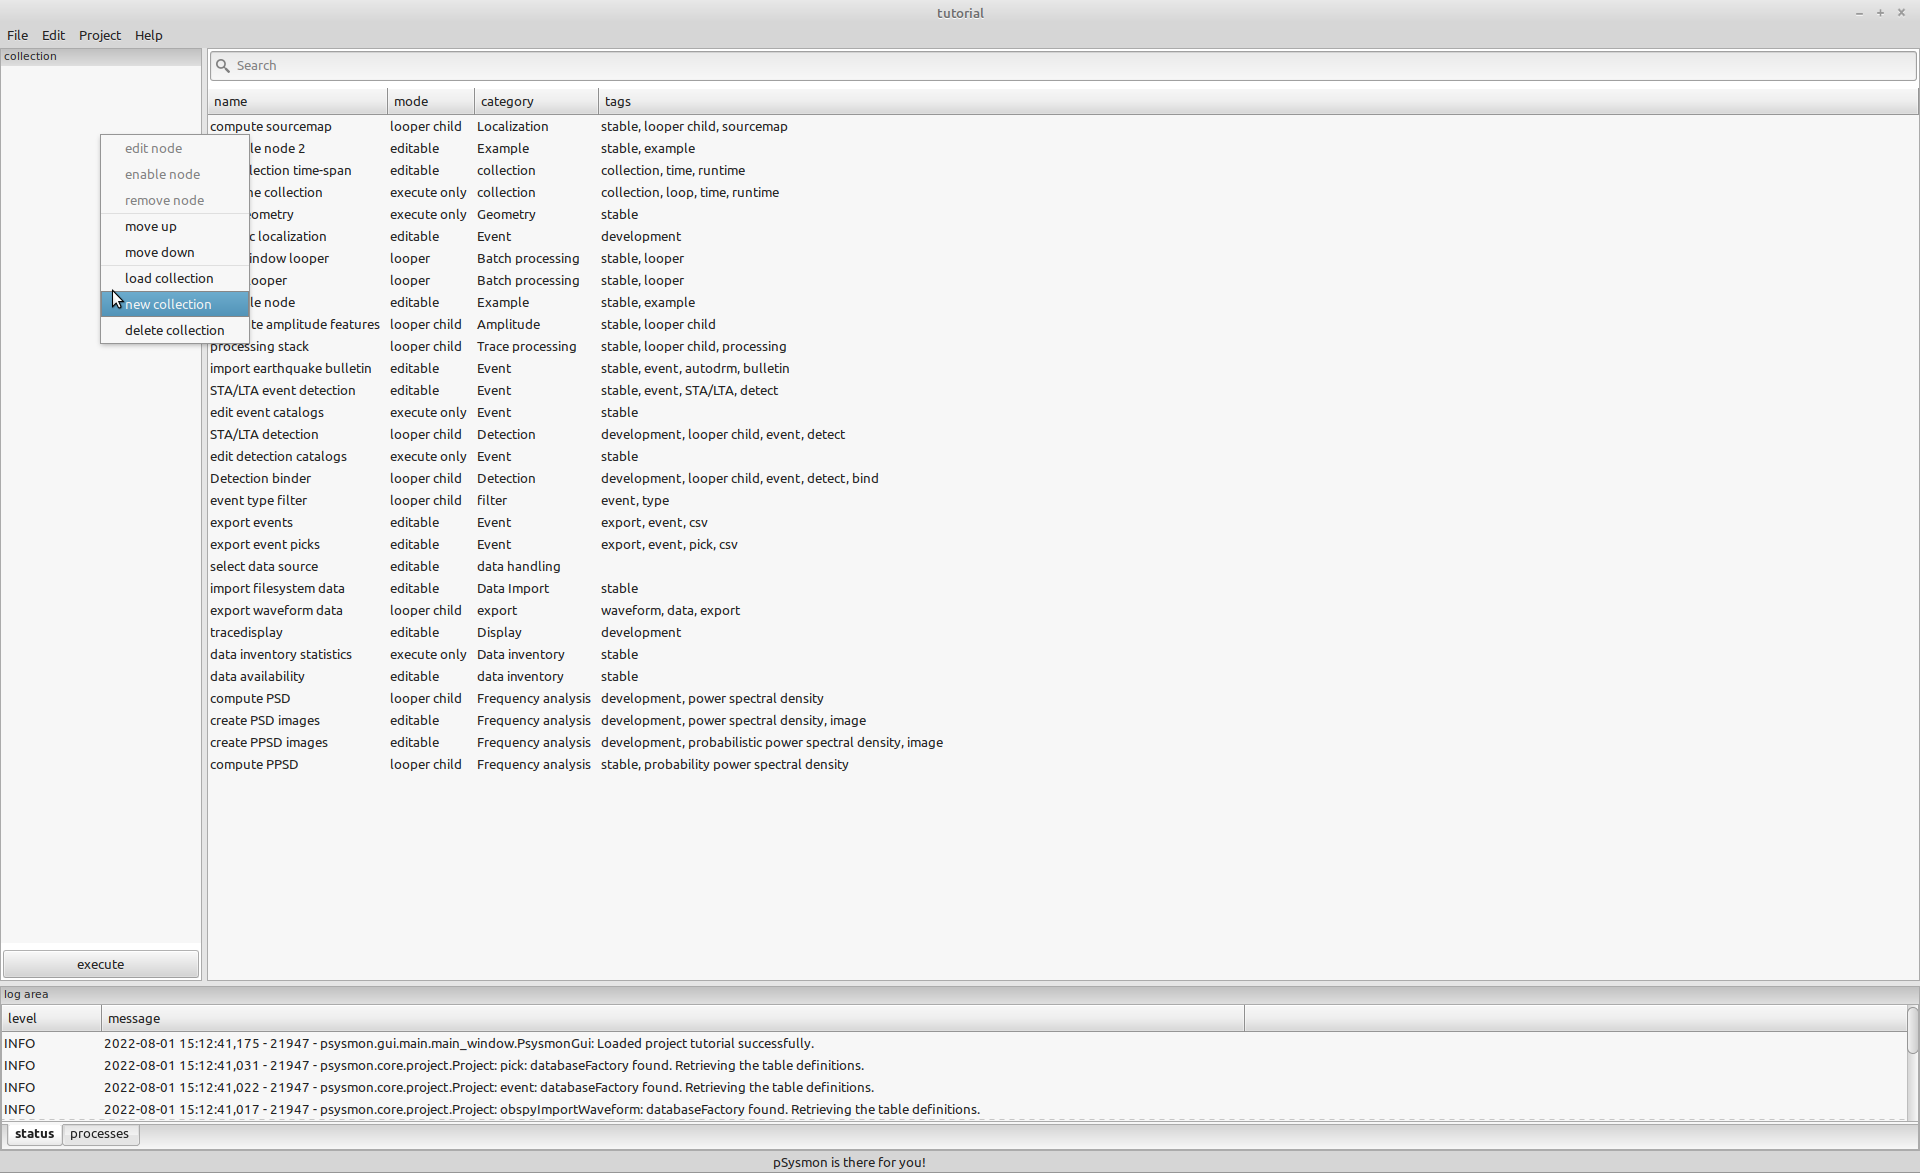 tutorial
File Edit Project Help
collection
Search
name mode category tags
compute sourcemap looper child Localization stable, looper child, sourcemap
edit node
le node 2 editable Example stable, example
lection time-span editable collection collection, time, runtime
enable node
ne collection execute only collection collection, loop, time, runtime
remove node
ometry execute only Geometry stable
move up
c localization editable Event development
move down
indow looper looper Batch processing stable, looper
load collection
ooper looper Batch processing stable, looper
new collection
le node editable Example stable, example
te amplitude features looper child Amplitude stable, looper child
delete collection
processing stack looper child Trace processing stable, looper child, processing
import earthquake bulletin editable Event stable, event, autodrm, bulletin
STA/LTA event detection editable Event stable, event, STA/LTA, detect
edit event catalogs execute only Event stable
STA/LTA detection looper child Detection development, looper child, event, detect
edit detection catalogs execute only Event stable
Detection binder looper child Detection development, looper child, event, detect, bind
event type filter looper child filter event, type
export events editable Event export, event, csv
export event picks editable Event export, event, pick, csv
select data source editable data handling
import filesystem data editable Data Import stable
export waveform data looper child export waveform, data, export
tracedisplay editable Display development
data inventory statistics execute only Data inventory stable
data availability editable data inventory stable
compute PSD looper child Frequency analysis development, power spectral density
create PSD images editable Frequency analysis development, power spectral density, image
create PPSD images editable Frequency analysis development, probabilistic power spectral density, image
compute PPSD looper child Frequency analysis stable, probability power spectral density
execute
log area
level message
INFO 2022-08-01 15:12:41,175 - 21947 - psysmon.gui.main.main_window.PsysmonGui: Loaded project tutorial successfully.
INFO 2022-08-01 15:12:41,031 - 21947 - psysmon.core.project.Project: pick: databaseFactory found. Retrieving the table definitions.
INFO 2022-08-01 15:12:41,022 - 21947 - psysmon.core.project.Project: event: databaseFactory found. Retrieving the table definitions.
INFO 2022-08-01 15:12:41,017 - 21947 - psysmon.core.project.Project: obspyImportWaveform: databaseFactory found. Retrieving the table definitions.
status processes
pSysmon is there for you!